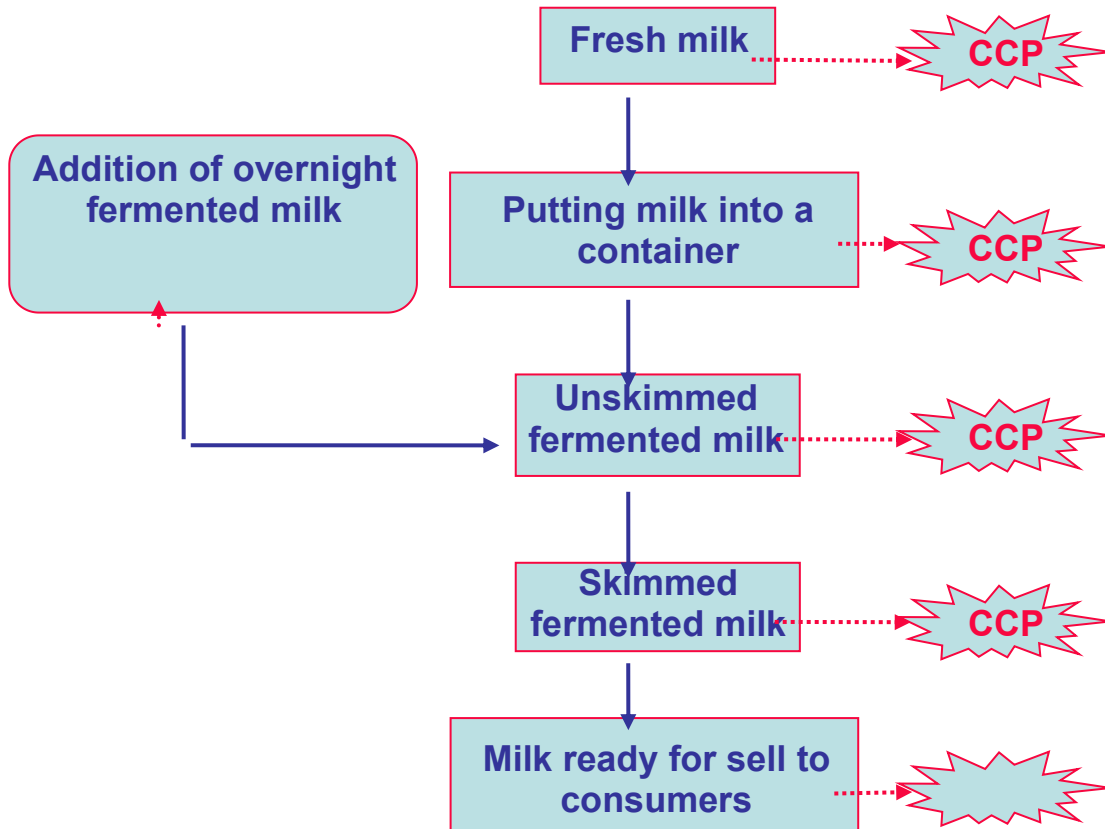 Fresh milk
CCP
Addition of overnight
fermented milk
Putting milk into a
container
CCP
Unskimmed
fermented milk
CCP
Skimmed
fermented milk
CCP
Milk ready for sell to
consumers